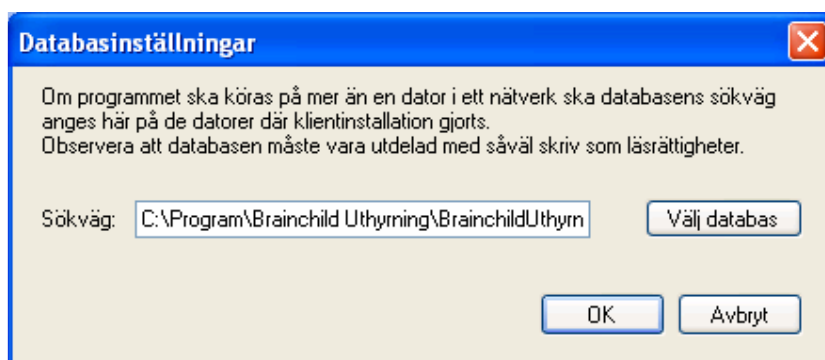 Databasinställningar
Om programmet ska köras på mer än en dator i ett nätverk ska databasens sökväg
anges här på de datorer där klientinstallation gjorts.
Observera att databasen måste vara utdelad med såväl skriv som läsrättigheter.
Sökväg: C:\Program\Brainchild Uthyrning\BrainchildUthyrn Välj databas
OK Avbryt